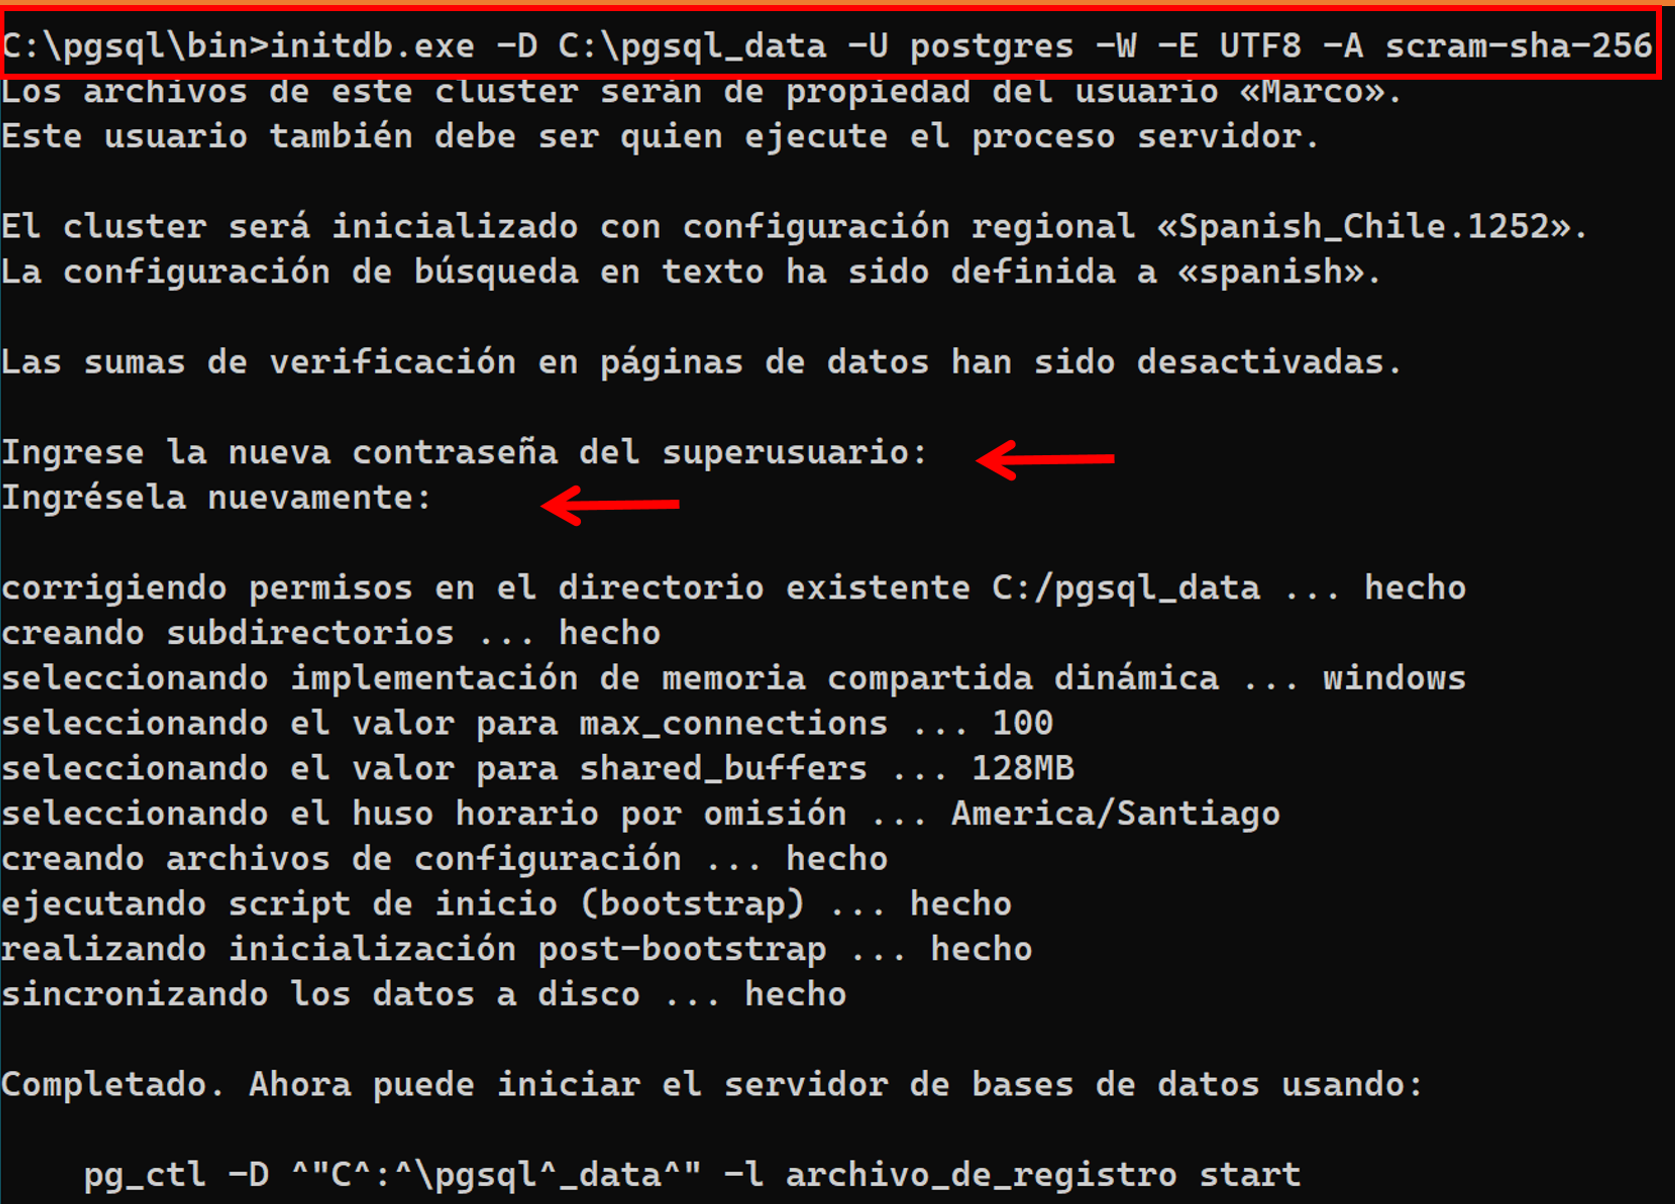 C:\pgsql\bin>initdb.exe -D C:\pgsql_data -U postgres -W -E UTF8 -A scram-sha-256
Los archivos de este cluster serán de propiedad del usuario «Marco».
Este usuario también debe ser quien ejecute el proceso servidor.
El cluster será inicializado con configuración regional «Spanish_Chile.1252».
La configuración de búsqueda en texto ha sido definida a «spanish».
Las sumas de verificación en páginas de datos han sido desactivadas.
Ingrese la nueva contraseña del superusuario:
Ingrésela nuevamente:
corrigiendo permisos en el directorio existente C:/pgsql_data ... hecho
creando subdirectorios ... hecho
seleccionando implementación de memoria compartida dinámica ... windows
seleccionando el valor para max_connections ... 100
seleccionando el valor para shared_buffers ... 128MB
seleccionando el huso horario por omisión ... America/Santiago
creando archivos de configuración ... hecho
ejecutando script de inicio (bootstrap) ... hecho
realizando inicialización post-bootstrap ... hecho
sincronizando los datos a disco ... hecho
Completado. Ahora puede iniciar el servidor de bases de datos usando:
pg_ctl -D ^"C^:^\pgsql^_data^" -l archivo_de_registro start